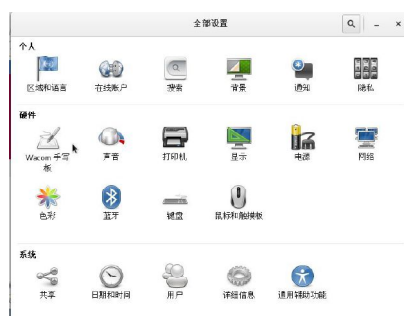 全部设置
个人
区域和语言 在线账户 搜索 背景 通知 隐私
硬件
Wacom 手写板 声音 打印机 显示 电源 网络
色彩 蓝牙 键盘 鼠标和触摸板
系统
共享 日期和时间 用户 详细信息 通用辅助功能